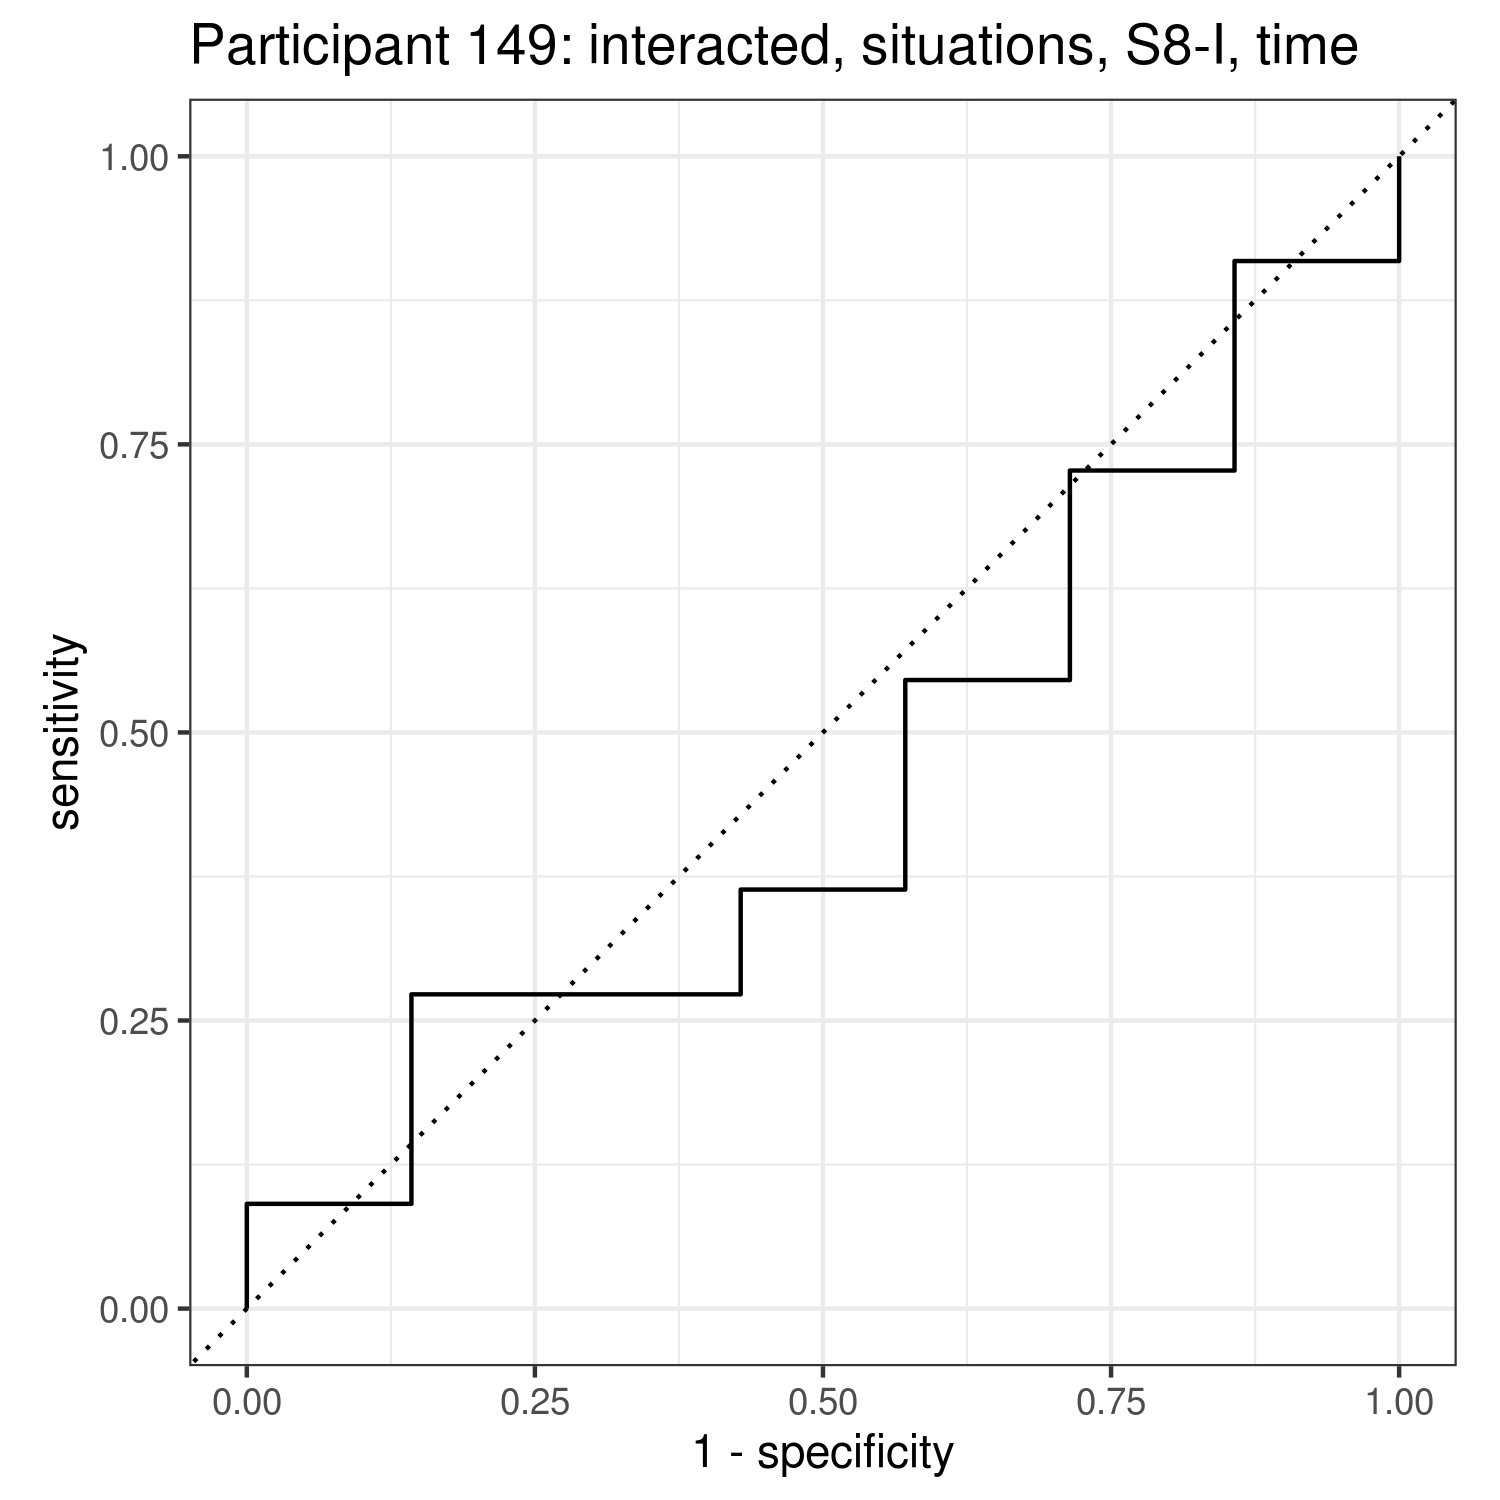 Participant 149: interacted, situations, S8-I, time
1.00
0.75
0.50
0.25
0.00
sensitivity
0.00 0.25 0.50 0.75 1.00
1 - specificity